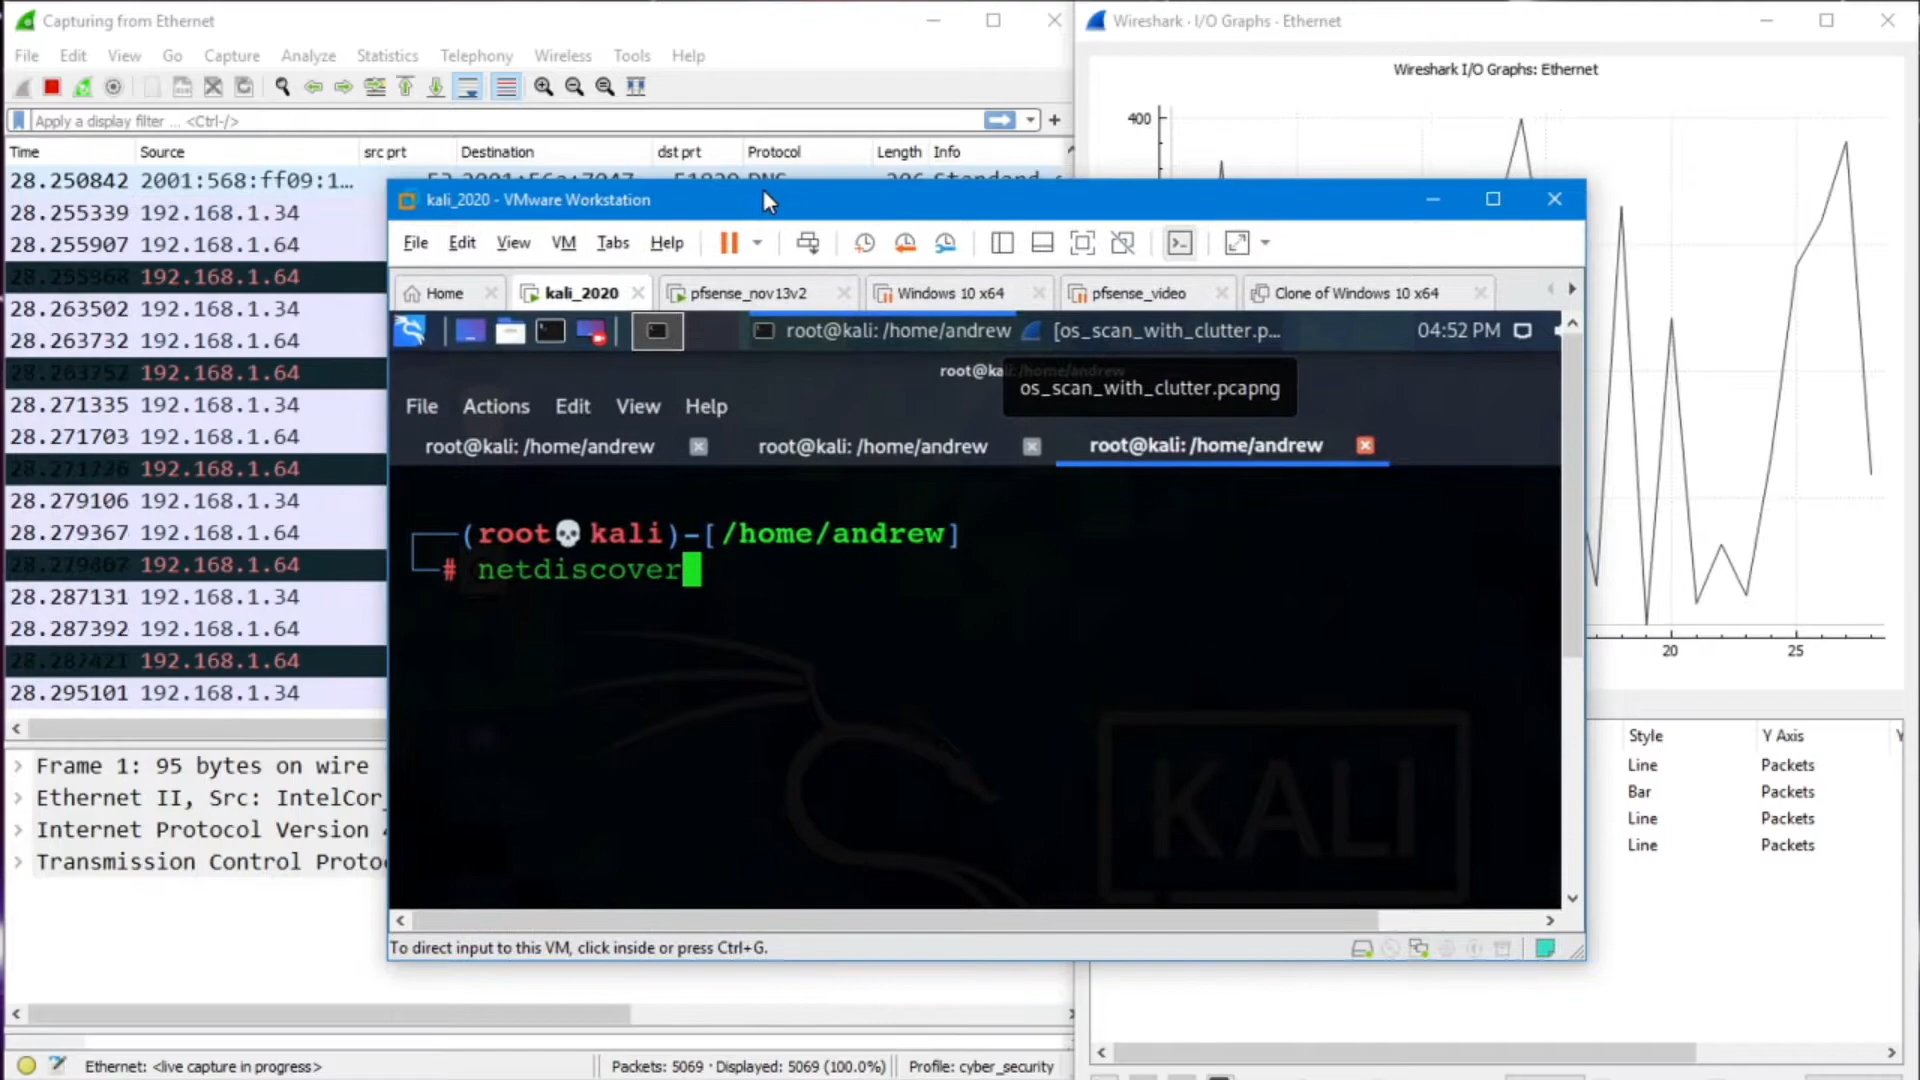 Capturing from Ethernet
File Edit View Go Capture Analyze Statistics Telephony Wireless Tools Help
Apply a display filter ... <Ctrl-/>
Time Source src prt Destination dst prt Protocol Length Info
28.250842 2001:568:ff09:1...
28.255339 192.168.1.34
28.255907 192.168.1.64
192.168.1.64
28.263502 192.168.1.34
28.263732 192.168.1.64
192.168.1.64
28.271335 192.168.1.34
28.271703 192.168.1.64
192.168.1.64
28.279106 192.168.1.34
28.279367 192.168.1.64
192.168.1.64
28.287131 192.168.1.34
28.287392 192.168.1.64
192.168.1.64
28.295101 192.168.1.34
Frame 1: 95 bytes on wire
Ethernet II, Src: IntelCor_
Internet Protocol Version
Transmission Control Proto
Ethernet: <live capture in progress>
Packets: 5069 · Displayed: 5069 (100.0%)
Profile: cyber_security
kali_2020 - VMware Workstation
File Edit View VM Tabs Help
Home kali_2020 pfsense_nov13v2 Windows 10 x64 pfsense_video Clone of Windows 10 x64
root@kali: /home/andrew [os_scan_with_clutter.p... 04:52 PM
root@kali: /home/andrew
os_scan_with_clutter.pcapng
File Actions Edit View Help
root@kali: /home/andrew root@kali: /home/andrew root@kali: /home/andrew
(root💀kali)-[/home/andrew]
# netdiscover
KALI
To direct input to this VM, click inside or press Ctrl+G.
Wireshark · I/O Graphs · Ethernet
Wireshark I/O Graphs: Ethernet
400
20 25
Style Y Axis
Line Packets
Bar Packets
Line Packets
Line Packets